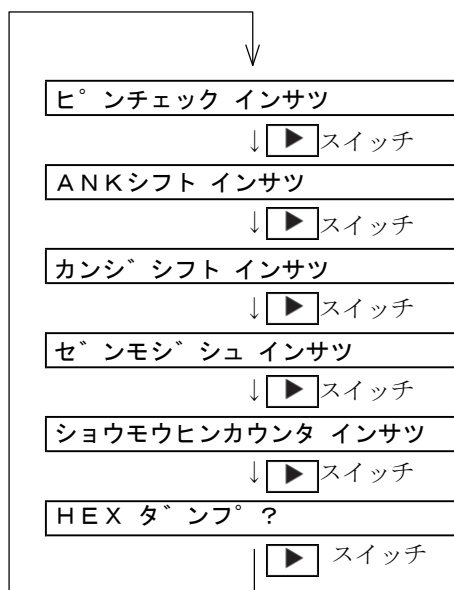 ピンチェック インサツ
↓ ▶ スイッチ
ANKシフト インサツ
↓ ▶ スイッチ
カンジ シフト インサツ
↓ ▶ スイッチ
ゼンモジシュ インサツ
↓ ▶ スイッチ
ショウモウヒンカウンタ インサツ
↓ ▶ スイッチ
HEX ダンプ?
▶ スイッチ